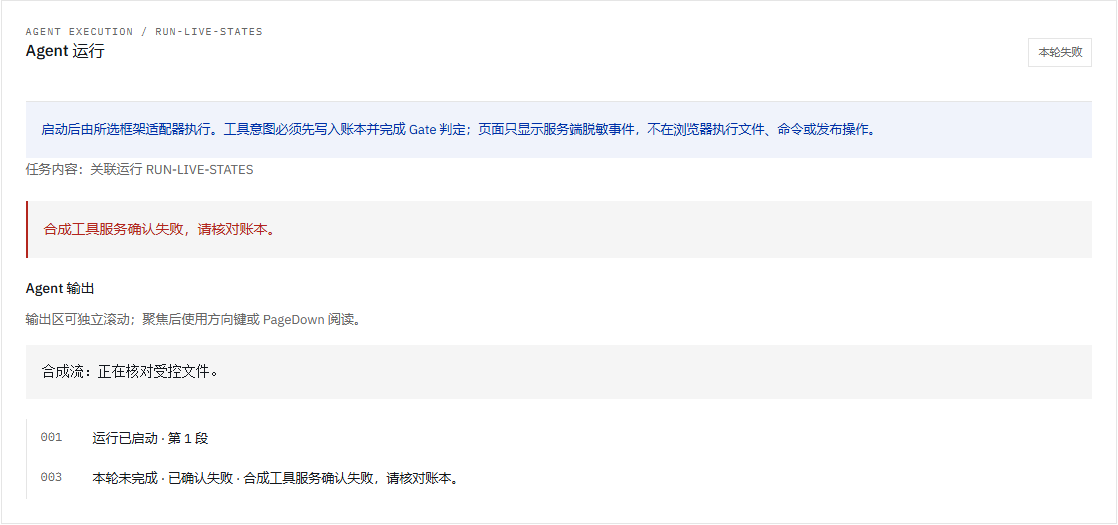 AGENT EXECUTION / RUN-LIVE-STATES
Agent 运行
本轮失败
启动后由所选框架适配器执行。工具意图必须先写入账本并完成 Gate 判定；页面只显示服务端脱敏事件，不在浏览器执行文件、命令或发布操作。
任务内容：关联运行 RUN-LIVE-STATES
合成工具服务确认失败，请核对账本。
Agent 输出
输出区可独立滚动；聚焦后使用方向键或 PageDown 阅读。
合成流：正在核对受控文件。
001 运行已启动 · 第 1 段
003 本轮未完成 · 已确认失败 · 合成工具服务确认失败，请核对账本。